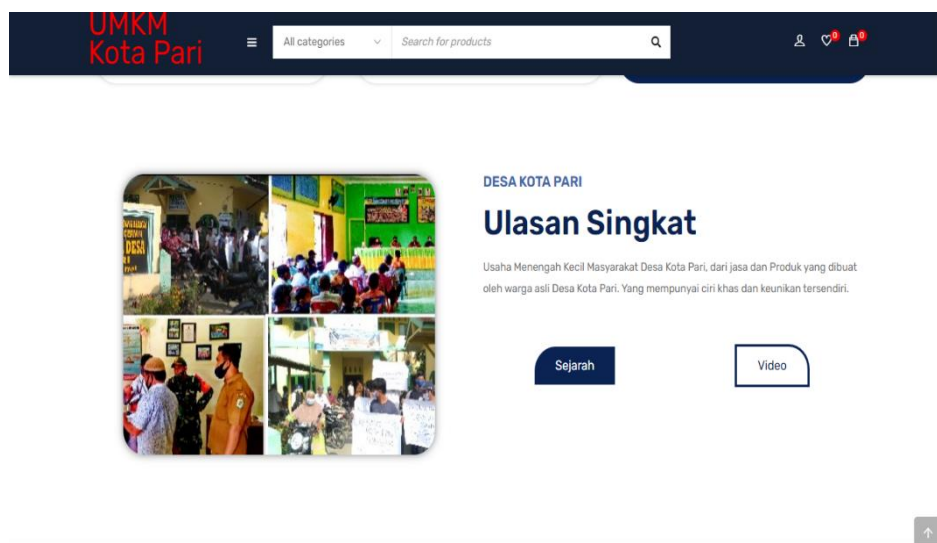 UMKM
Kota Pari
All categories
Search for products
0
0
DESA KOTA PARI
Ulasan Singkat
Usaha Menengah Kecil Masyarakat Desa Kota Pari, dari jasa dan Produk yang dibuat
oleh warga asli Desa Kota Pari. Yang mempunyai ciri khas dan keunikan tersendiri.
Sejarah
Video
DESA